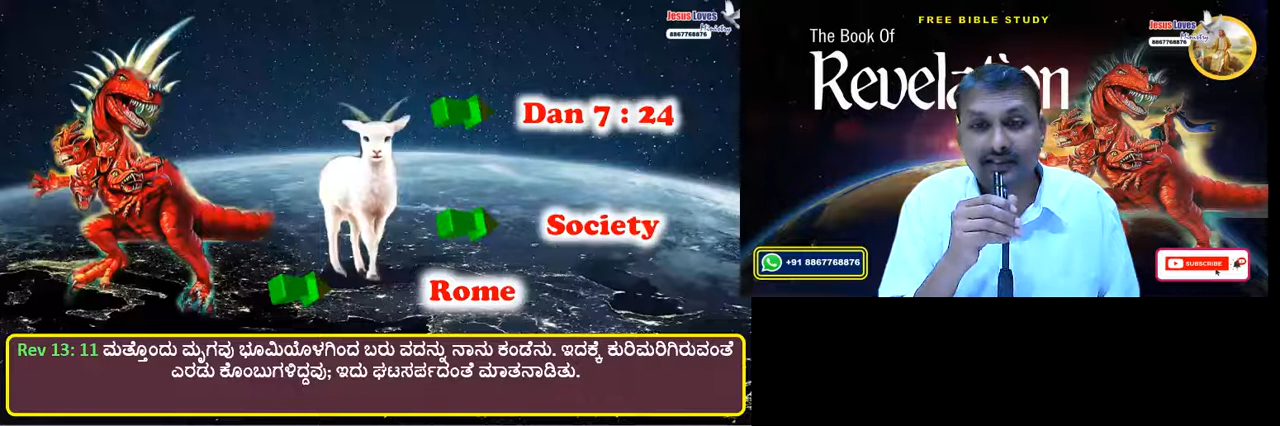 Jesus Loves
Ministry
8867768876
Dan 7 : 24
Society
Rome
Rev 13: 11 ಮತ್ತೊಂದು ಮೃಗವು ಭೂಮಿಯೊಳಗಿಂದ ಬರು ವದನ್ನು ನಾನು ಕಂಡೆನು. ಇದಕ್ಕೆ ಕುರಿಮರಿಗಿರುವಂತೆ
ಎರಡು ಕೊಂಬುಗಳಿದ್ದವು; ಇದು ಘಟಸರ್ಪದಂತೆ ಮಾತನಾಡಿತು.
FREE BIBLE STUDY
The Book Of
Revelation
Jesus Loves
Ministry
8867768876
+91 8867768876
SUBSCRIBE